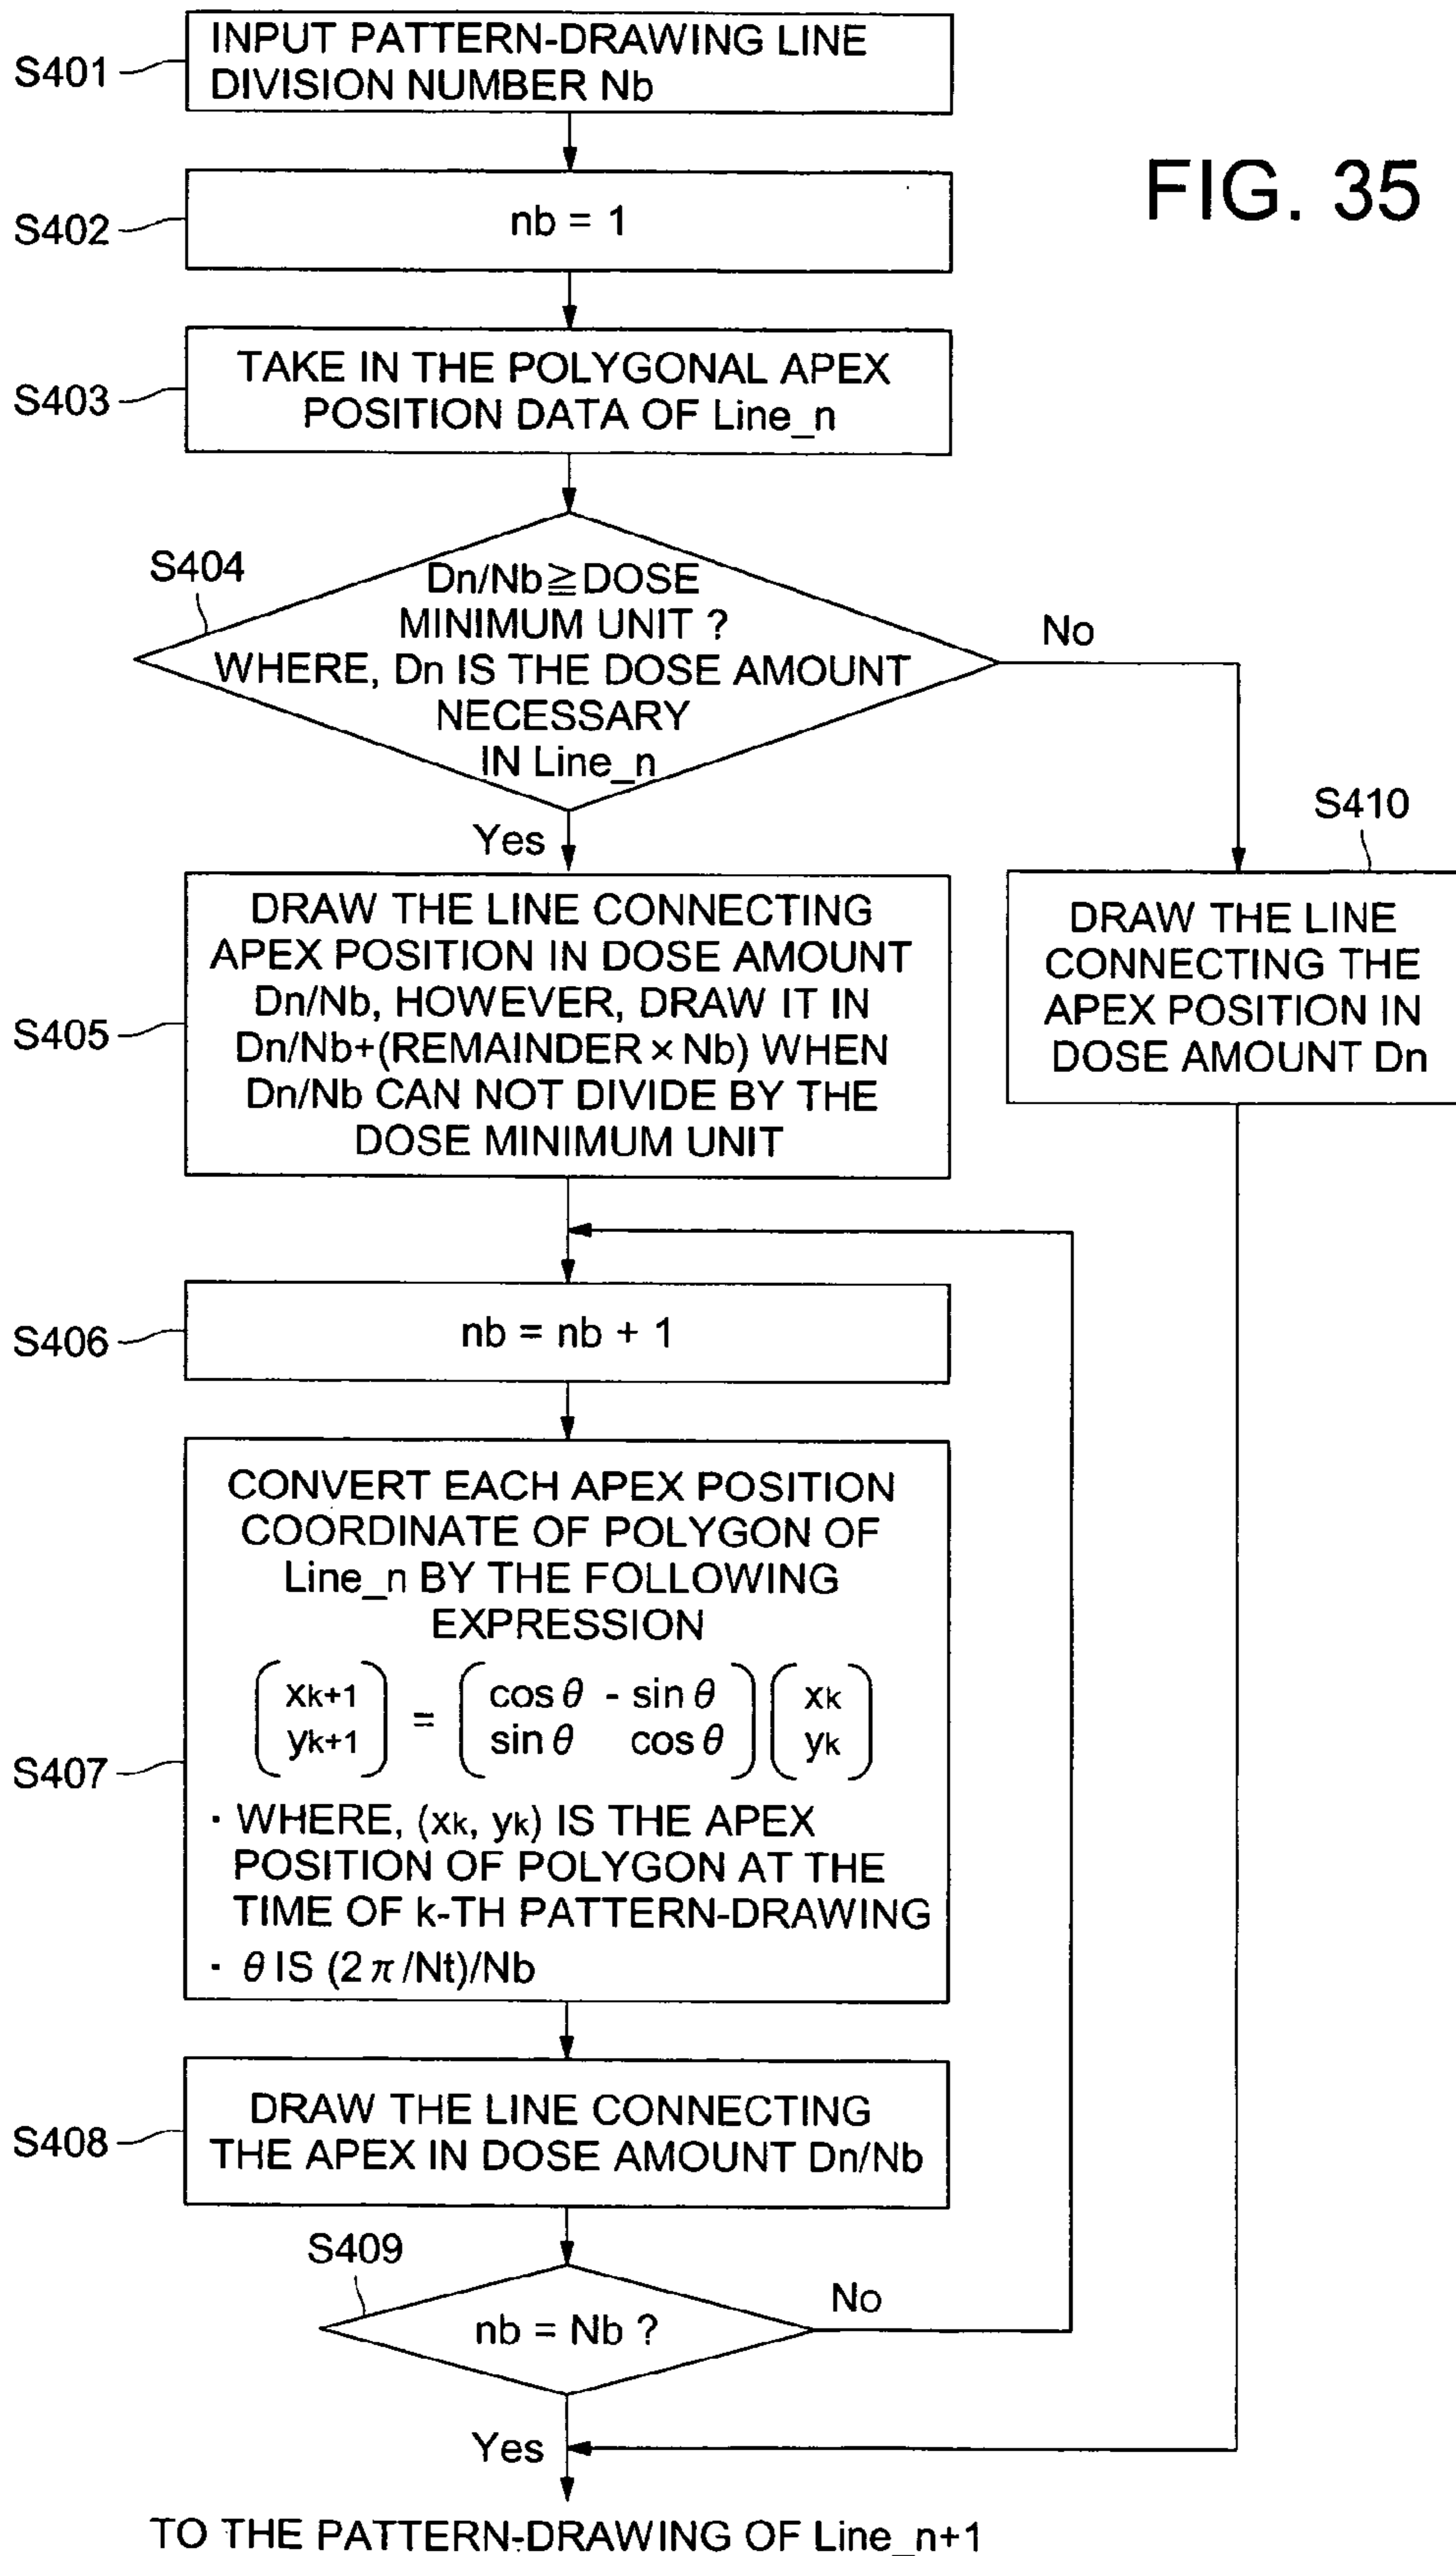 FIG. 35
S401
INPUT PATTERN-DRAWING LINE
DIVISION NUMBER Nb
S402
nb = 1
S403
TAKE IN THE POLYGONAL APEX
POSITION DATA OF Line_n
S404
Dn/Nb≧DOSE
MINIMUM UNIT ?
WHERE, Dn IS THE DOSE AMOUNT
NECESSARY
IN Line_n
No
Yes
S410
DRAW THE LINE
CONNECTING THE
APEX POSITION IN
DOSE AMOUNT Dn
S405
DRAW THE LINE CONNECTING
APEX POSITION IN DOSE AMOUNT
Dn/Nb, HOWEVER, DRAW IT IN
Dn/Nb+(REMAINDER × Nb) WHEN
Dn/Nb CAN NOT DIVIDE BY THE
DOSE MINIMUM UNIT
S406
nb = nb + 1
S407
CONVERT EACH APEX POSITION
COORDINATE OF POLYGON OF
Line_n BY THE FOLLOWING
EXPRESSION
( xk+1 ) = ( cos θ - sin θ ) ( xk )
( yk+1 ) ( sin θ cos θ ) ( yk )
· WHERE, (xk, yk) IS THE APEX
POSITION OF POLYGON AT THE
TIME OF k-TH PATTERN-DRAWING
· θ IS (2π/Nt)/Nb
S408
DRAW THE LINE CONNECTING
THE APEX IN DOSE AMOUNT Dn/Nb
S409
nb = Nb ?
No
Yes
TO THE PATTERN-DRAWING OF Line_n+1